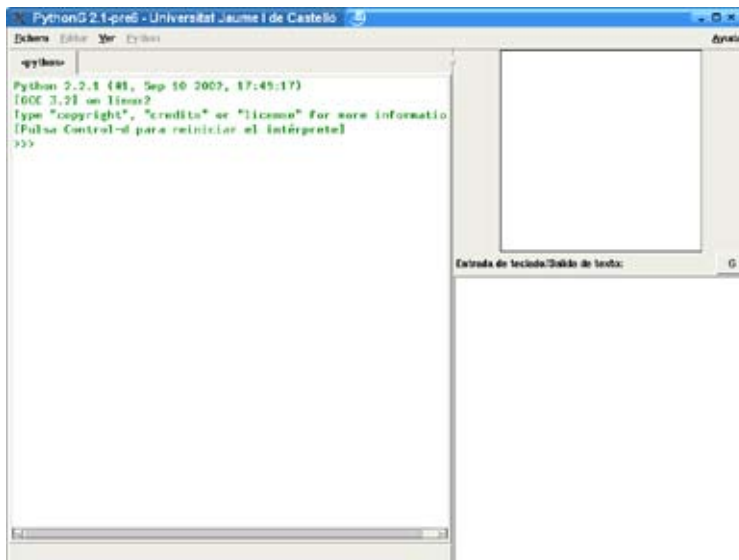 PythonG 2.1-pre6 - Universitat Jaume I de Castelló
Fichero Editar Ver Python Ayuda
<python>
Python 2.2.1 (#1, Sep 10 2002, 17:45:17)
[GCC 3.2] on linux2
Type "copyright", "credits" or "license" for more informatio
[Pulsa Control-d para reiniciar el intérprete]
>>>
Entrada de teclado/Salida de texto:
G